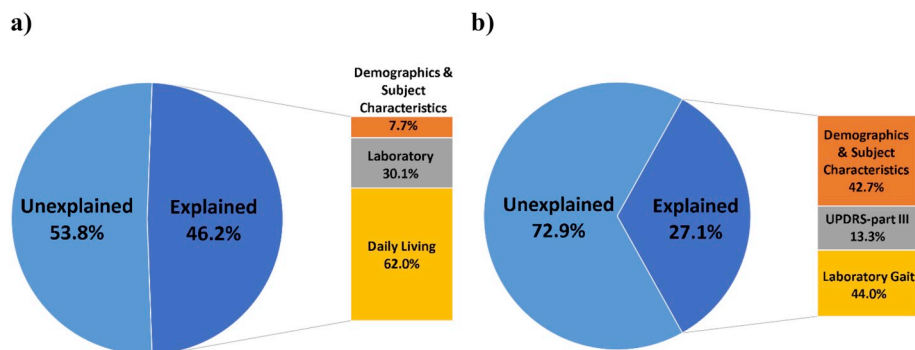 a)
Demographics &
Subject
Characteristics
7.7%
Laboratory
30.1%
Daily Living
62.0%
Unexplained
53.8%
Explained
46.2%
b)
Unexplained
72.9%
Explained
27.1%
Demographics
& Subject
Characteristics
42.7%
UPDRS-part III
13.3%
Laboratory Gait
44.0%